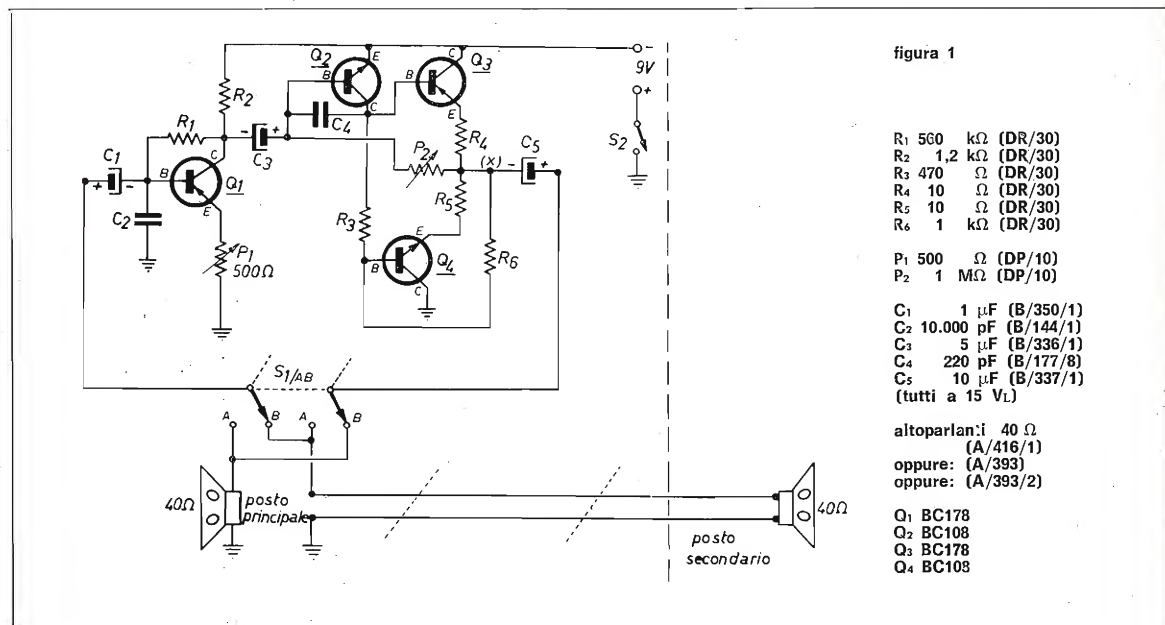 figura 1
R1 560 kΩ (DR/30)
R2 1,2 kΩ (DR/30)
R3 470 Ω (DR/30)
R4 10 Ω (DR/30)
R5 10 Ω (DR/30)
R6 1 kΩ (DR/30)
P1 500 Ω (DP/10)
P2 1 MΩ (DP/10)
C1 1 µF (B/350/1)
C2 10.000 pF (B/144/1)
C3 5 µF (B/336/1)
C4 220 pF (B/177/8)
C5 10 µF (B/337/1)
(tutti a 15 VL)
altoparlanti 40 Ω
(A/416/1)
oppure: (A/393)
oppure: (A/393/2)
Q1 BC178
Q2 BC108
Q3 BC178
Q4 BC108
Q2
E
B
C
C4
C
Q3
B
E
-
9V
+
S2
R2
R1
C1
+ -
B
C
Q1
E
C2
P1
500Ω
- +
C3
R4
P2
(X)
- +
C5
R5
R3
E
B
Q4
C
R6
S1/AB
A
B
A
B
40Ω
posto
principale
posto
secondario
40Ω